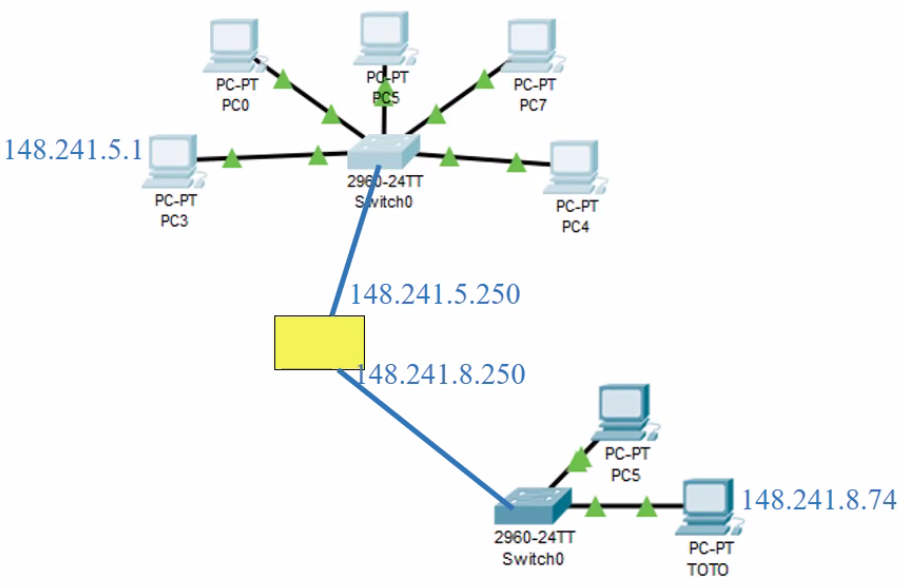 PC-PT
PC0
PC-PT
PC5
PC-PT
PC7
148.241.5.1
PC-PT
PC3
2960-24TT
Switch0
PC-PT
PC4
148.241.5.250
148.241.8.250
PC-PT
PC5
148.241.8.74
2960-24TT
Switch0
PC-PT
TOTO